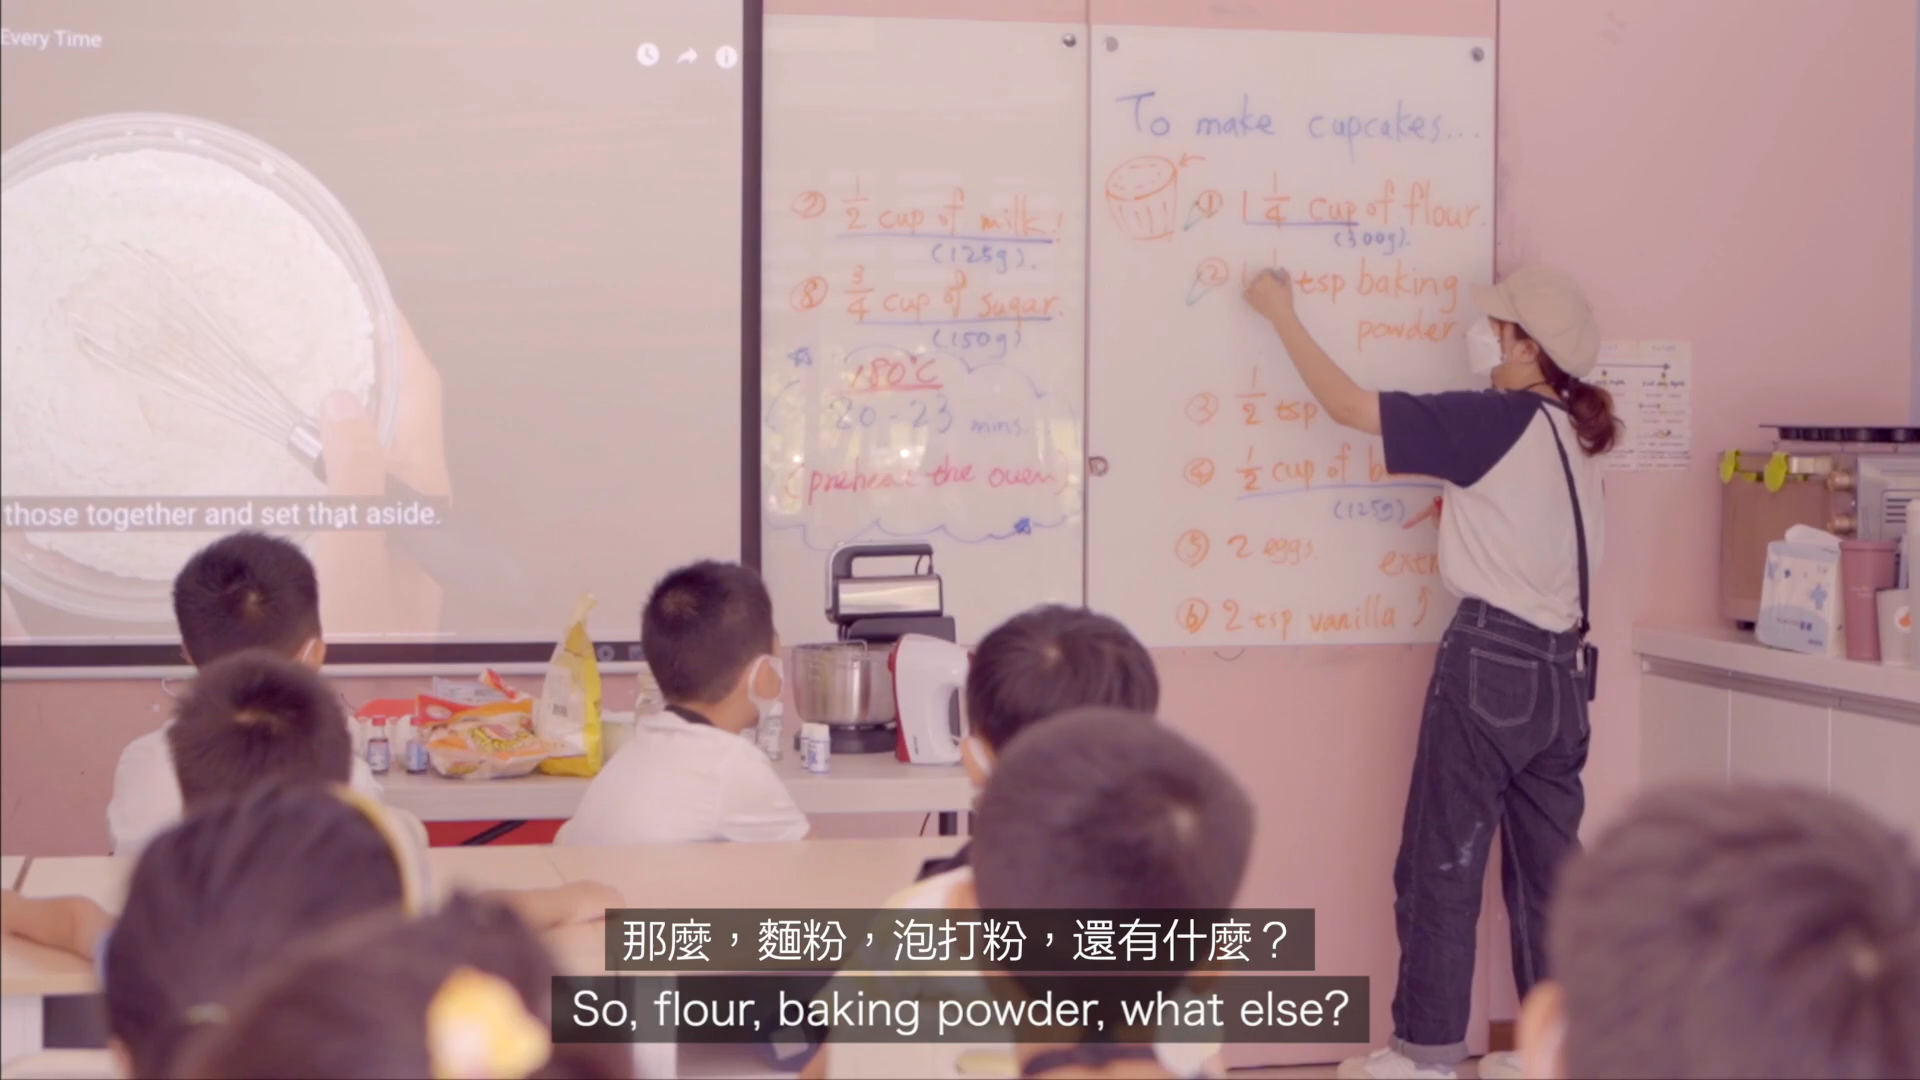 Every Time
those together and set that aside.
⑦ 1/2 cup of milk!
(125g).
⑧ 3/4 cup of sugar.
(150g)
180°C
20-23 mins.
(preheat the oven)
To make cupcakes...
① 1 1/4 cup of flour.
(300g).
② tsp baking
powder
③ 1/2 tsp
④ 1/2 cup of
(125g)
⑤ 2 eggs.
⑥ 2 tsp vanilla
那麼，麵粉，泡打粉，還有什麼？
So, flour, baking powder, what else?